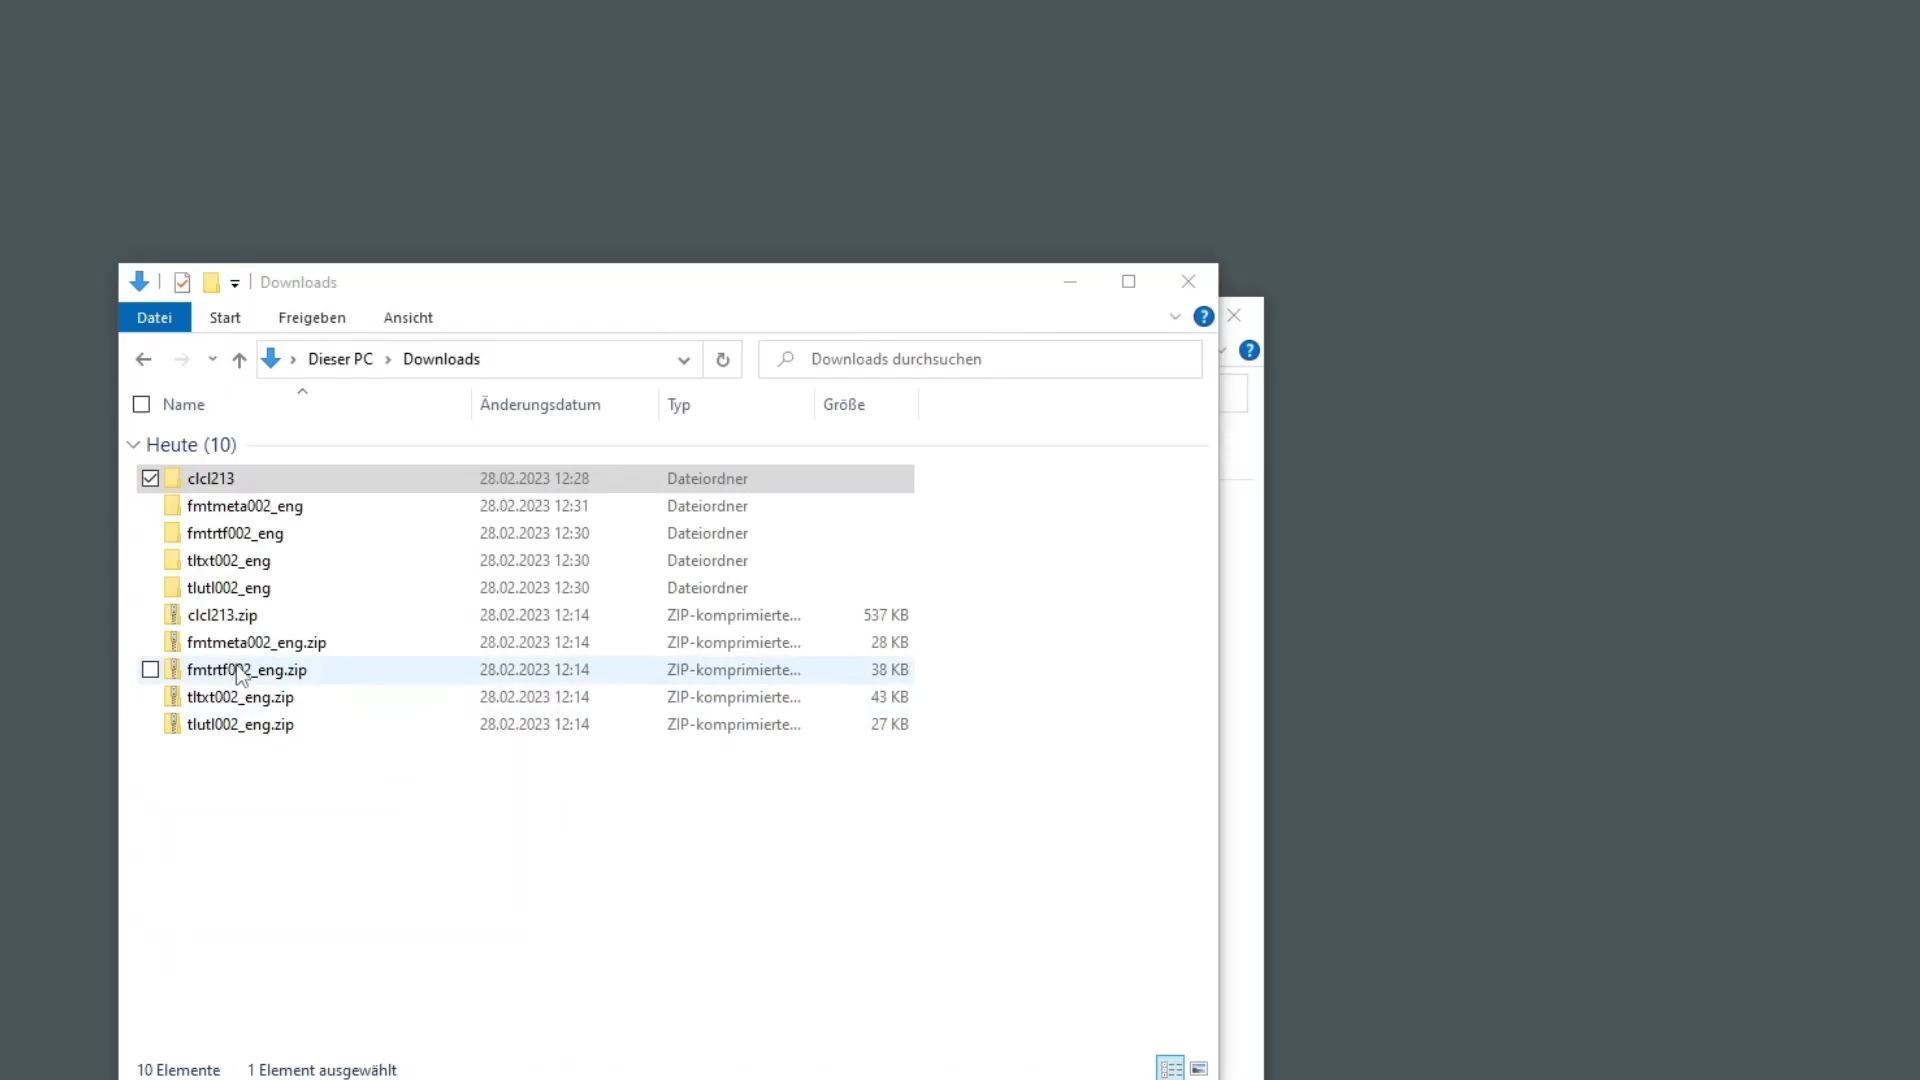 Downloads
Datei Start Freigeben Ansicht
Dieser PC Downloads Downloads durchsuchen
Name Änderungsdatum Typ Größe
Heute (10)
clcl213 28.02.2023 12:28 Dateiordner
fmtmeta002_eng 28.02.2023 12:31 Dateiordner
fmtrtf002_eng 28.02.2023 12:30 Dateiordner
tltxt002_eng 28.02.2023 12:30 Dateiordner
tlutl002_eng 28.02.2023 12:30 Dateiordner
clcl213.zip 28.02.2023 12:14 ZIP-komprimierte... 537 KB
fmtmeta002_eng.zip 28.02.2023 12:14 ZIP-komprimierte... 28 KB
fmtrtf002_eng.zip 28.02.2023 12:14 ZIP-komprimierte... 38 KB
tltxt002_eng.zip 28.02.2023 12:14 ZIP-komprimierte... 43 KB
tlutl002_eng.zip 28.02.2023 12:14 ZIP-komprimierte... 27 KB
10 Elemente 1 Element ausgewählt